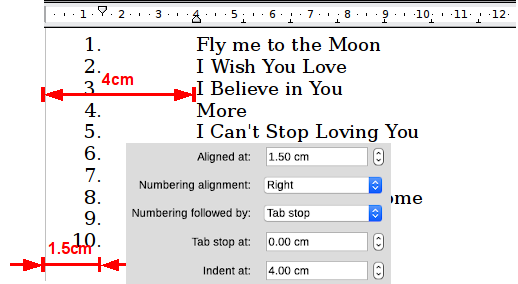 1 2 3 4 5 6 7 8 9 10 11 12
1. Fly me to the Moon
2. I Wish You Love
3. I Believe in You
4cm
4. More
5. I Can't Stop Loving You
6.
Aligned at: 1.50 cm
7.
Numbering alignment: Right
8. ome
Numbering followed by: Tab stop
9.
Tab stop at: 0.00 cm
10.
1.5cm
Indent at: 4.00 cm